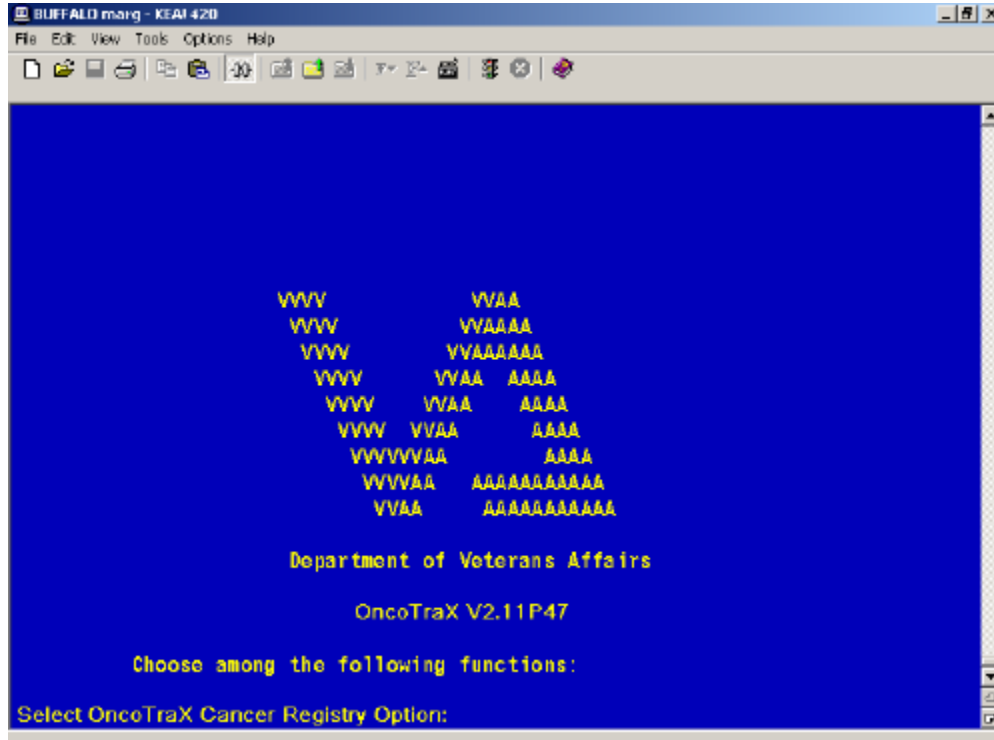 BUFFALO marg - KEA! 420
File Edit View Tools Options Help
VVVV VVAA
VVVV VVAAAA
VVVV VVAAAAAA
VVVV VVAA AAAA
VVVV VVAA AAAA
VVVV VVAA AAAA
VVVVVVAA AAAA
VVVVAA AAAAAAAAAAA
VVAA AAAAAAAAAAA
Department of Veterans Affairs
OncoTraX V2.11P47
Choose among the following functions:
Select OncoTraX Cancer Registry Option: